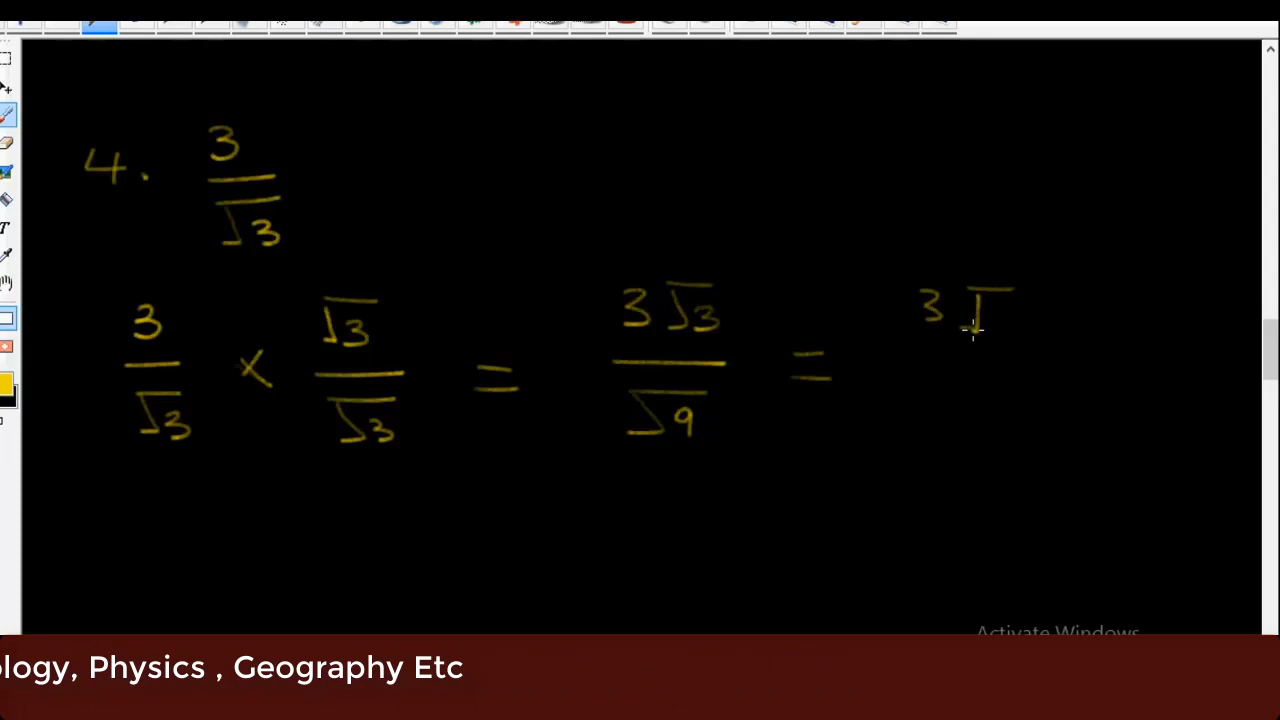 4. 3/√3
3/√3 × √3/√3 = 3√3/√9 = 3√
Activate Windows
ology, Physics , Geography Etc